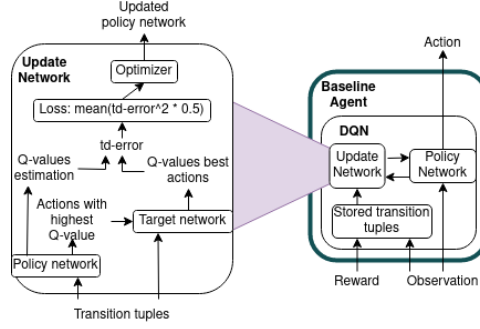 Updated
policy network
Update
Network
Optimizer
Loss: mean(td-error^2 * 0.5)
td-error
Q-values
estimation
Q-values best
actions
Actions with
highest
Q-value
Target network
Policy network
Transition tuples
Action
Baseline
Agent
DQN
Update
Network
Policy
Network
Stored transition
tuples
Reward
Observation